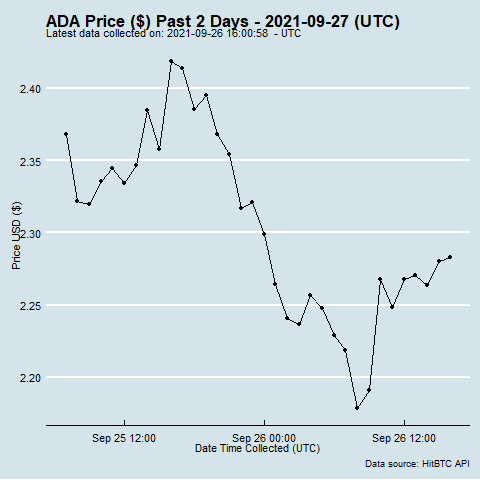 ADA Price ($) Past 2 Days - 2021-09-27 (UTC)
Latest data collected on: 2021-09-26 16:00:58 - UTC
2.40
2.35
2.30
2.25
2.20
Price USD ($)
Sep 25 12:00
Sep 26 00:00
Sep 26 12:00
Date Time Collected (UTC)
Data source: HitBTC API